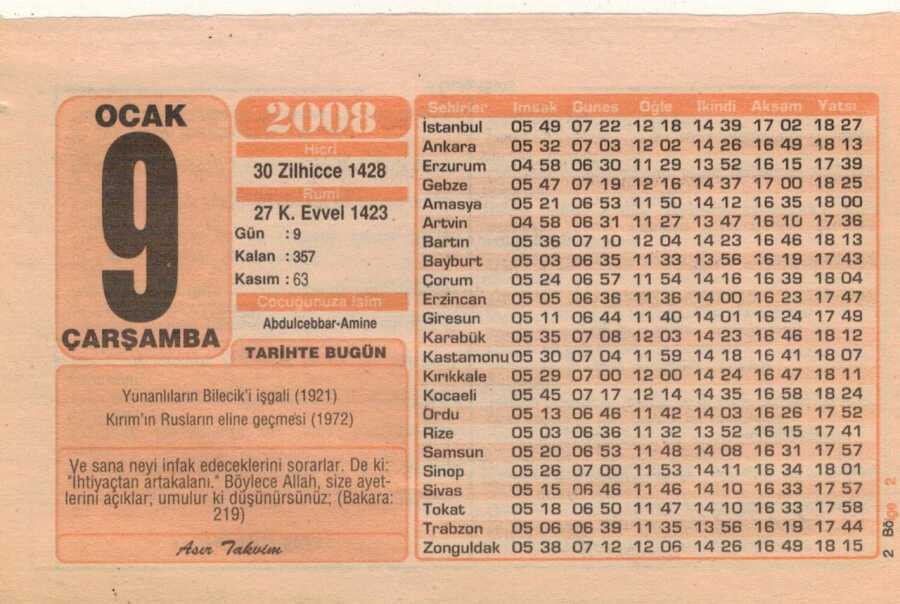 OCAK
9
ÇARŞAMBA
2008
Hicri
30 Zilhicce 1428
Rumi
27 K. Evvel 1423
Gün : 9
Kalan : 357
Kasım : 63
Çocuğunuza İsim
Abdulcebbar-Amine
TARİHTE BUGÜN
Yunanlıların Bilecik'i işgali (1921)
Kırım'ın Rusların eline geçmesi (1972)
Ve sana neyi infak edeceklerini sorarlar. De ki:
"İhtiyaçtan artakalanı." Böylece Allah, size ayet-
lerini açıklar; umulur ki düşünürsünüz; (Bakara:
219)
Asır Takvim
Şehirler İmsak Güneş Öğle İkindi Akşam Yatsı
İstanbul 05 49 07 22 12 18 14 39 17 02 18 27
Ankara 05 32 07 03 12 02 14 26 16 49 18 13
Erzurum 04 58 06 30 11 29 13 52 16 15 17 39
Gebze 05 47 07 19 12 16 14 37 17 00 18 25
Amasya 05 21 06 53 11 50 14 12 16 35 18 00
Artvin 04 58 06 31 11 27 13 47 16 10 17 36
Bartın 05 36 07 10 12 04 14 23 16 46 18 13
Bayburt 05 03 06 35 11 33 13 56 16 19 17 43
Çorum 05 24 06 57 11 54 14 16 16 39 18 04
Erzincan 05 05 06 36 11 36 14 00 16 23 17 47
Giresun 05 11 06 44 11 40 14 01 16 24 17 49
Karabük 05 35 07 08 12 03 14 23 16 46 18 12
Kastamonu 05 30 07 04 11 59 14 18 16 41 18 07
Kırıkkale 05 29 07 00 12 00 14 24 16 47 18 11
Kocaeli 05 45 07 17 12 14 14 35 16 58 18 24
Ordu 05 13 06 46 11 42 14 03 16 26 17 52
Rize 05 03 06 36 11 32 13 52 16 15 17 41
Samsun 05 20 06 53 11 48 14 08 16 31 17 57
Sinop 05 26 07 00 11 53 14 11 16 34 18 01
Sivas 05 15 06 46 11 46 14 10 16 33 17 57
Tokat 05 18 06 50 11 47 14 10 16 33 17 58
Trabzon 05 06 06 39 11 35 13 56 16 19 17 44
Zonguldak 05 38 07 12 12 06 14 26 16 49 18 15